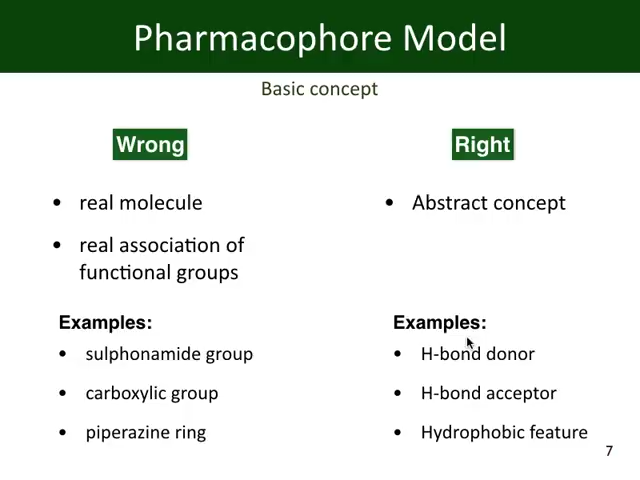 Pharmacophore Model
Basic concept
Wrong
• real molecule
• real association of
functional groups
Examples:
• sulphonamide group
• carboxylic group
• piperazine ring
Right
• Abstract concept
Examples:
• H-bond donor
• H-bond acceptor
• Hydrophobic feature
7